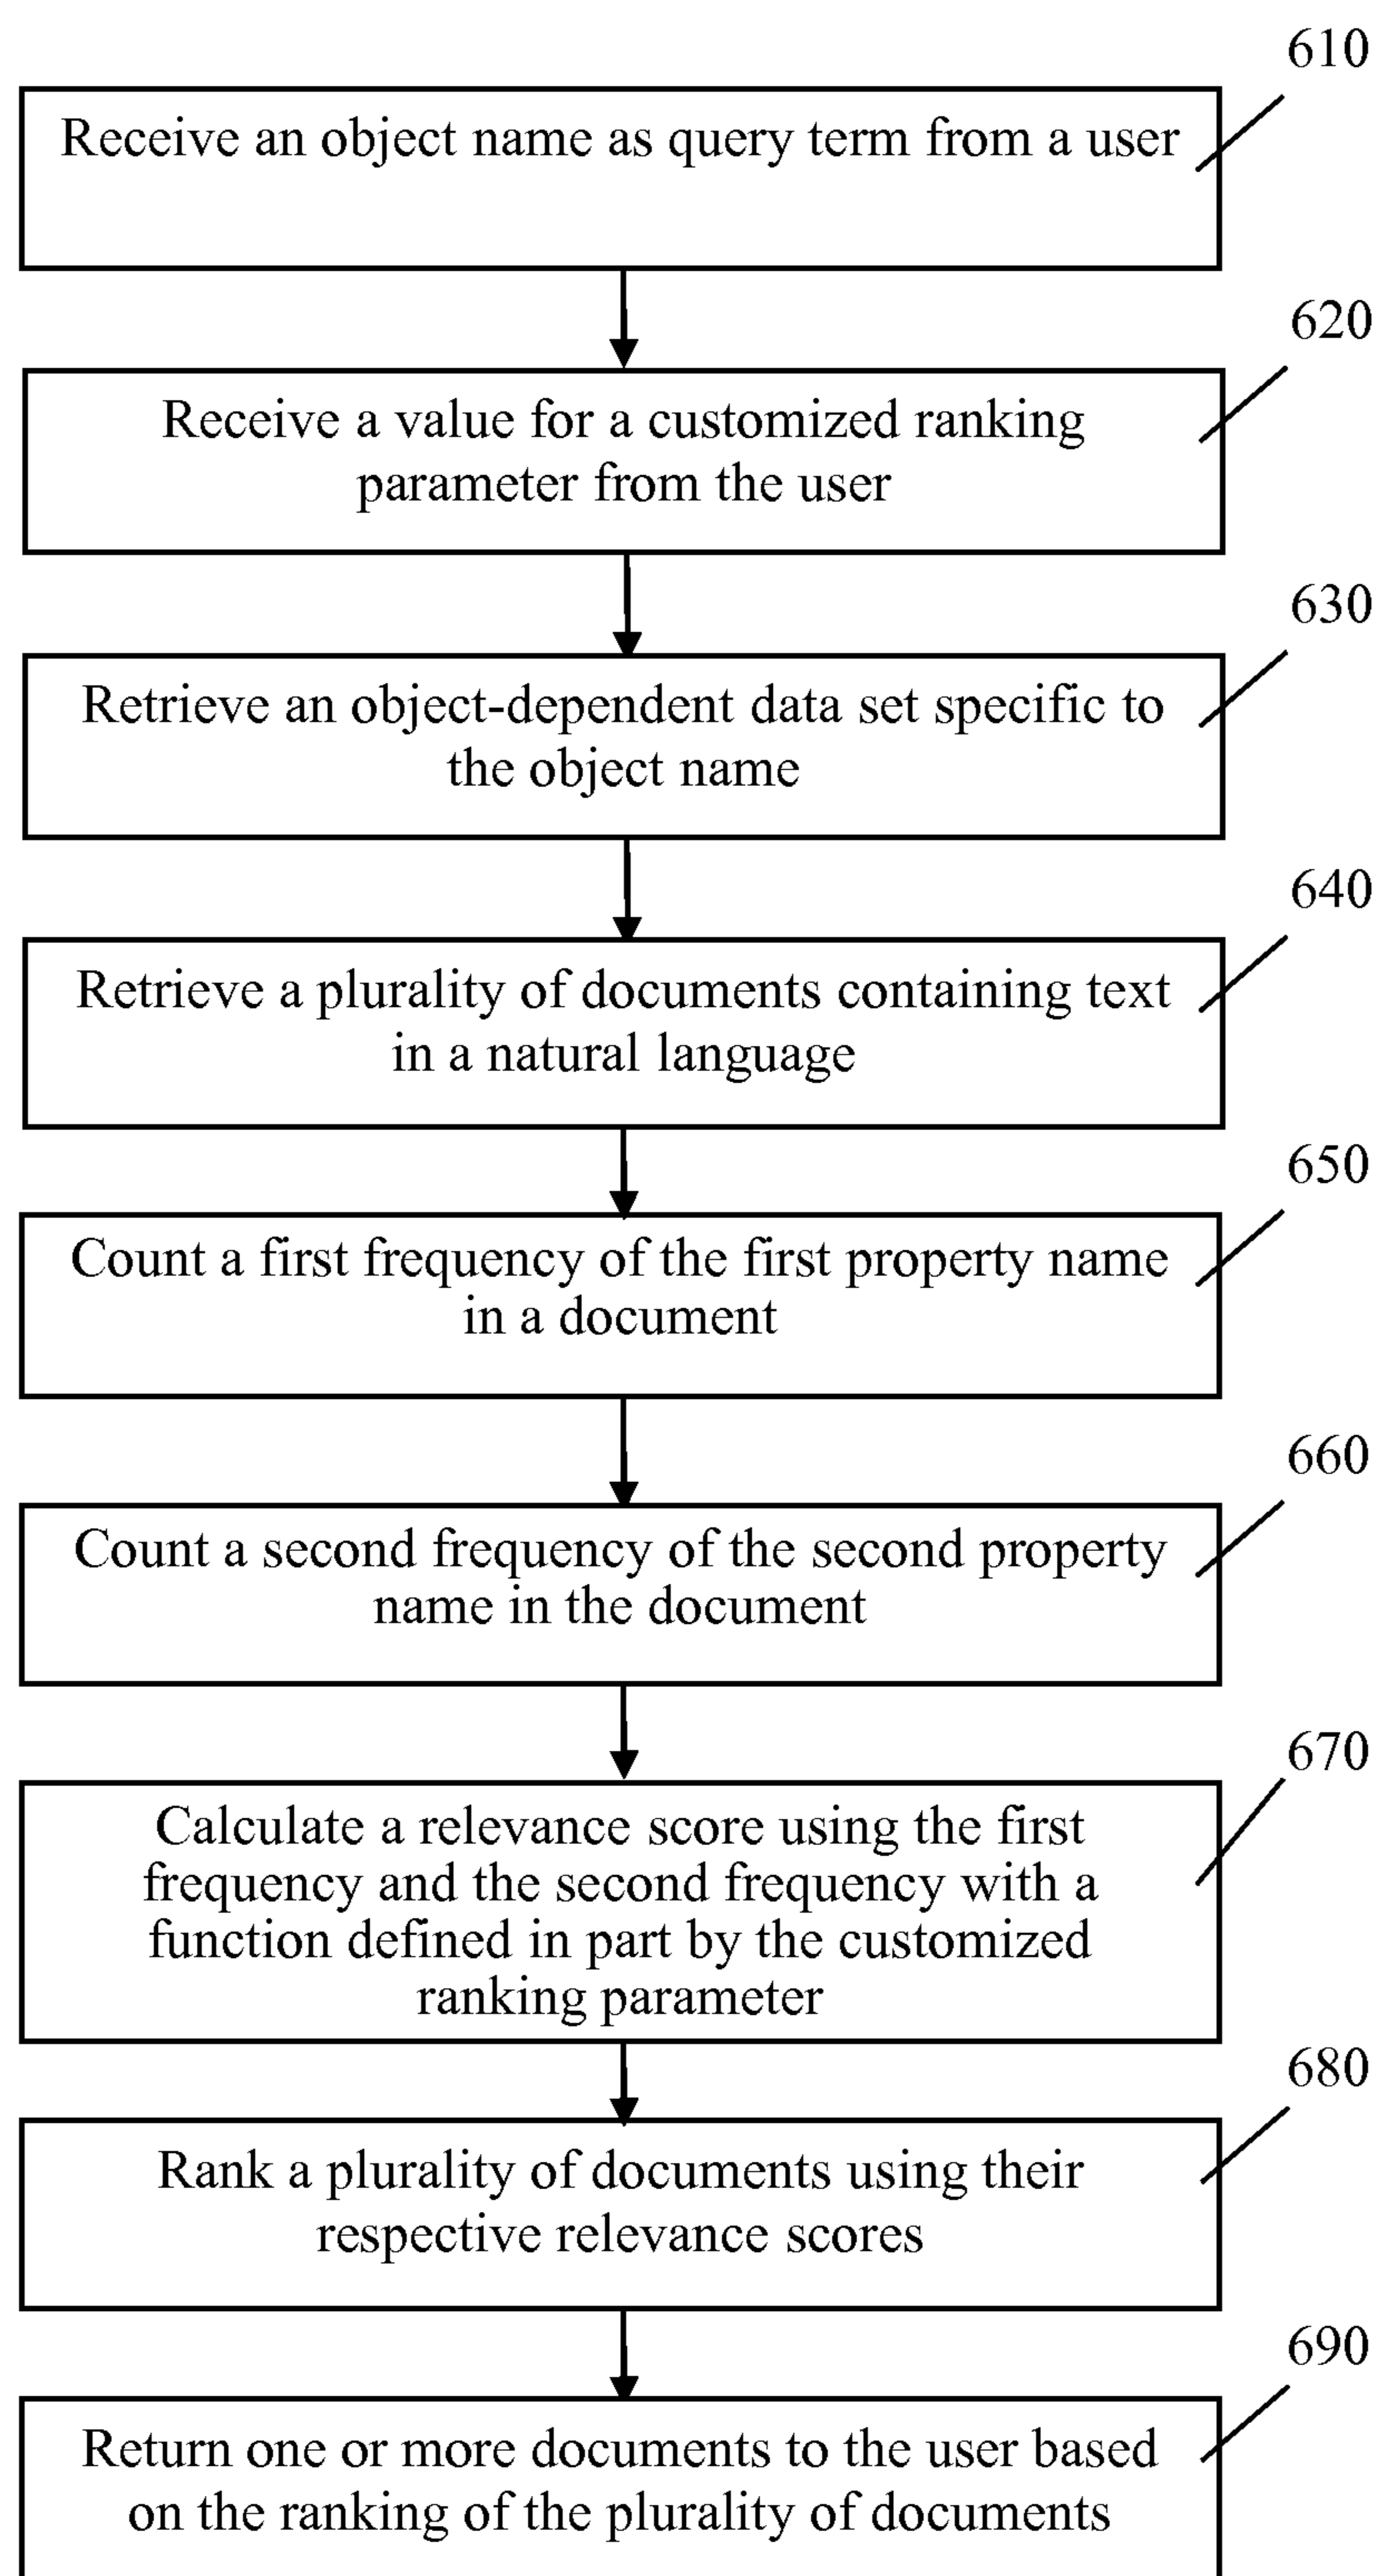 610
Receive an object name as query term from a user
620
Receive a value for a customized ranking
parameter from the user
630
Retrieve an object-dependent data set specific to
the object name
640
Retrieve a plurality of documents containing text
in a natural language
650
Count a first frequency of the first property name
in a document
660
Count a second frequency of the second property
name in the document
670
Calculate a relevance score using the first
frequency and the second frequency with a
function defined in part by the customized
ranking parameter
680
Rank a plurality of documents using their
respective relevance scores
690
Return one or more documents to the user based
on the ranking of the plurality of documents